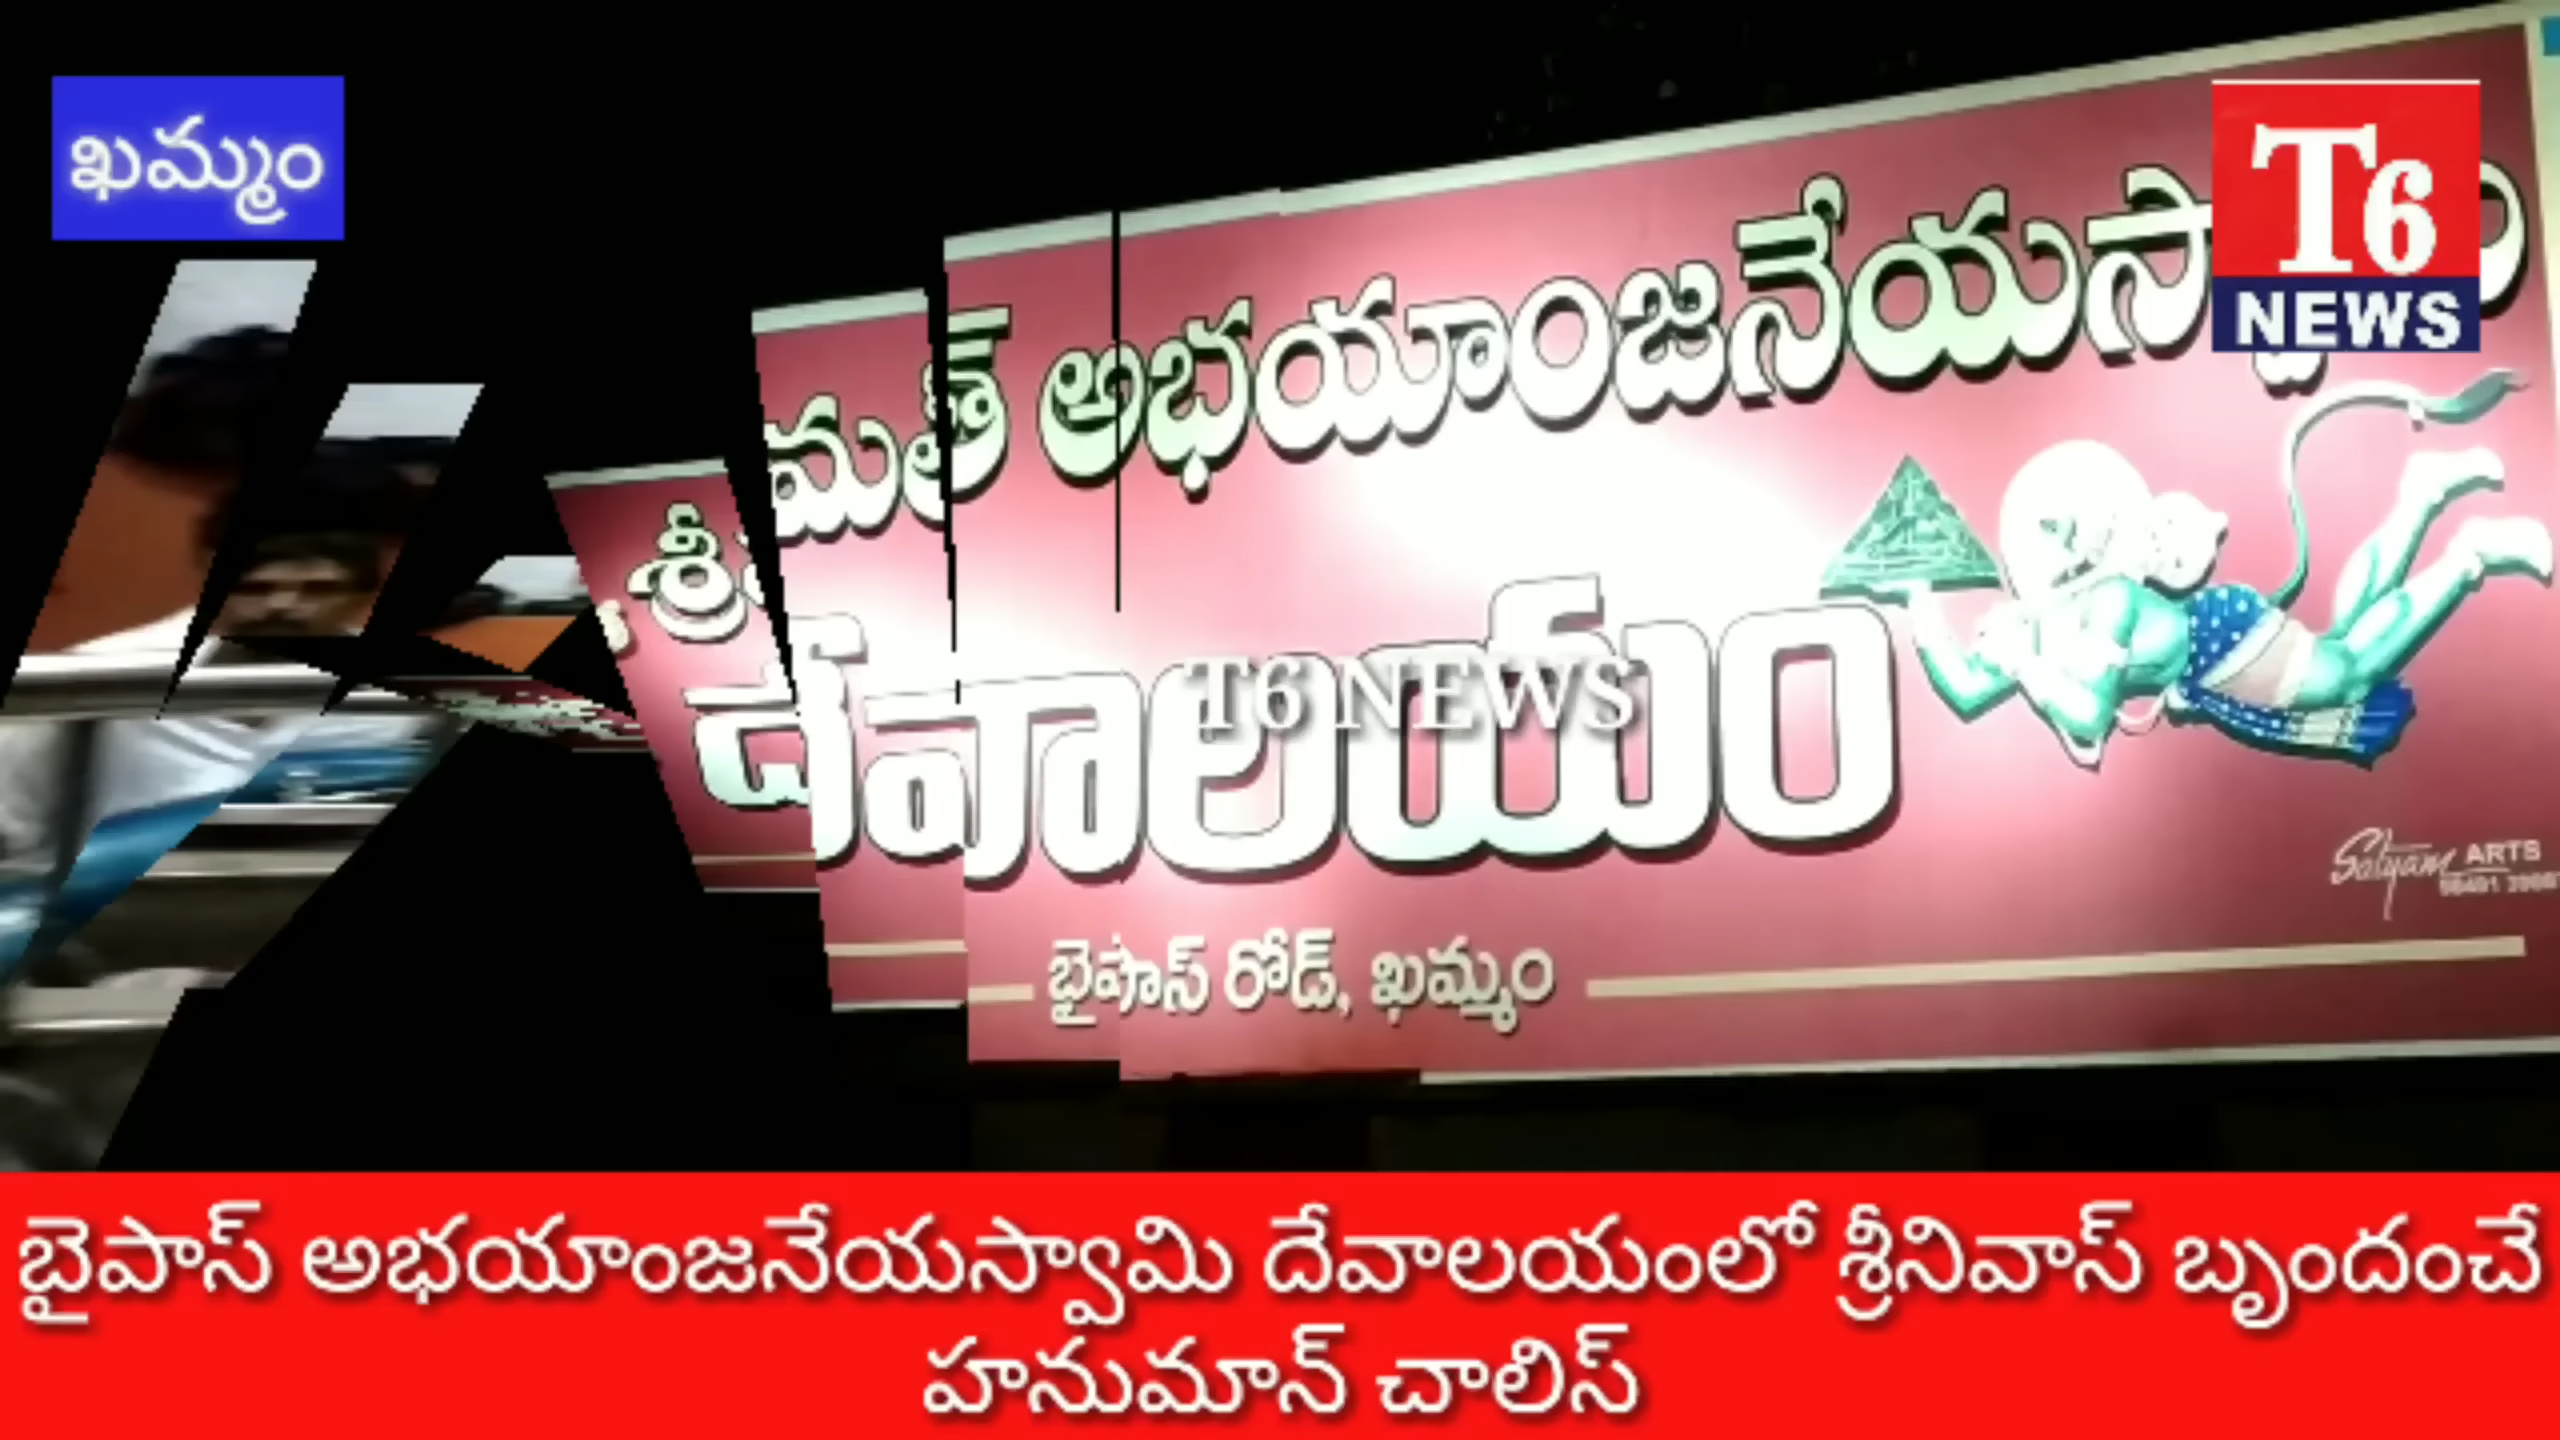 ఖమ్మం
T6
NEWS
శ్రీమత్ అభయాంజనేయస్వామి
దేవాలయం
T6 NEWS
Satyam ARTS
బైపాస్ రోడ్, ఖమ్మం
బైపాస్ అభయాంజనేయస్వామి దేవాలయంలో శ్రీనివాస్ బృందంచే
హనుమాన్ చాలిస్